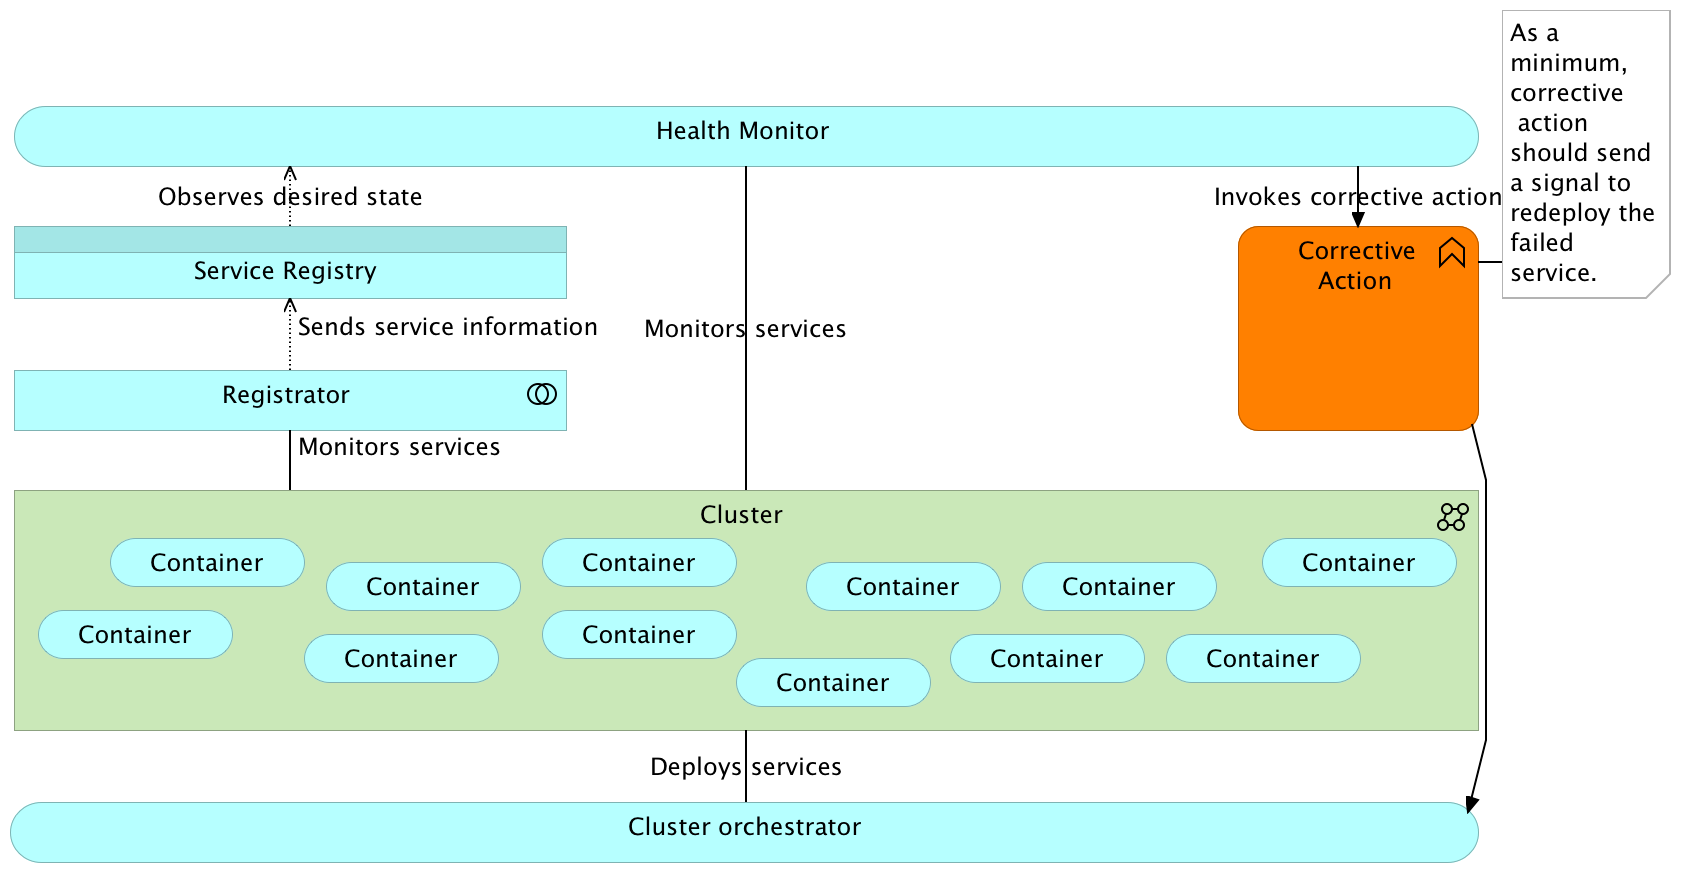 As a
minimum,
corrective
action
should send
a signal to
redeploy the
failed
service.
Health Monitor
Observes desired state
Invokes corrective action
Service Registry
Corrective
Action
Sends service information
Monitors services
Registrator
Monitors services
Cluster
Container
Container
Container
Container
Container
Container
Container
Container
Container
Container
Container
Container
Deploys services
Cluster orchestrator